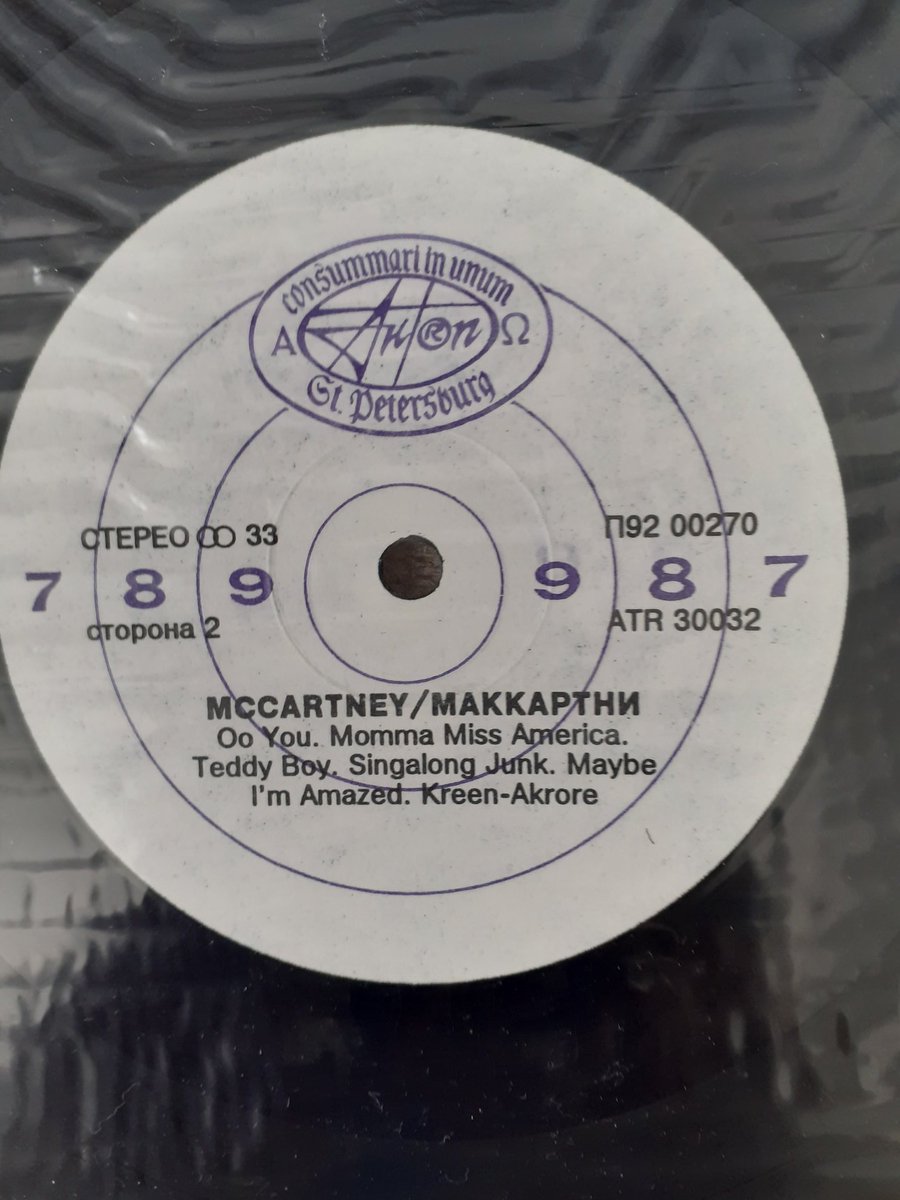 consummari in unum
А Антроп Ω
St. Petersburg
СТЕРЕО 33
П92 00270
7 8 9 9 8 7
сторона 2
ATR 30032
MCCARTNEY/МАККАРТНИ
Oo You. Momma Miss America.
Teddy Boy. Singalong Junk. Maybe
I'm Amazed. Kreen-Akrore